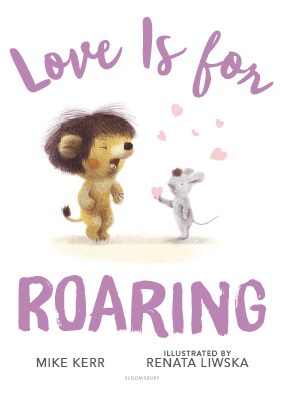 Love Is for
ROARING
MIKE KERR
ILLUSTRATED BY
RENATA LIWSKA
BLOOMSBURY